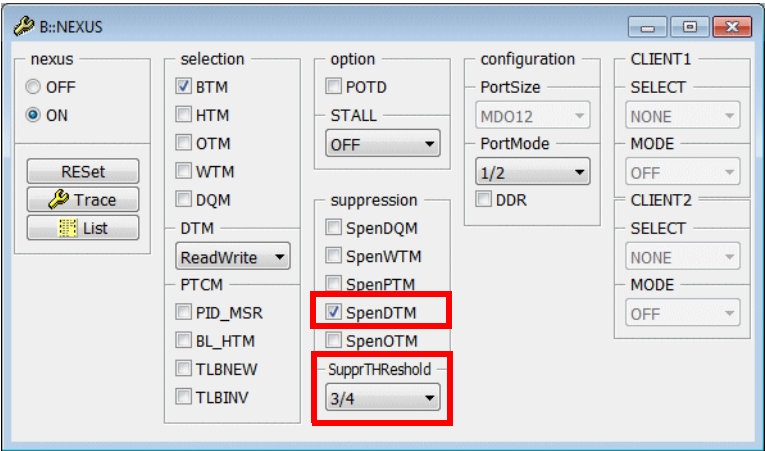 B::NEXUS
nexus
OFF
ON
RESet
Trace
List
selection
BTM
HTM
OTM
WTM
DQM
DTM
ReadWrite
PTCM
PID_MSR
BL_HTM
TLBNEW
TLBINV
option
POTD
STALL
OFF
suppression
SpenDQM
SpenWTM
SpenPTM
SpenDTM
SpenOTM
SupprTHReshold
3/4
configuration
PortSize
MDO12
PortMode
1/2
DDR
CLIENT1
SELECT
NONE
MODE
OFF
CLIENT2
SELECT
NONE
MODE
OFF